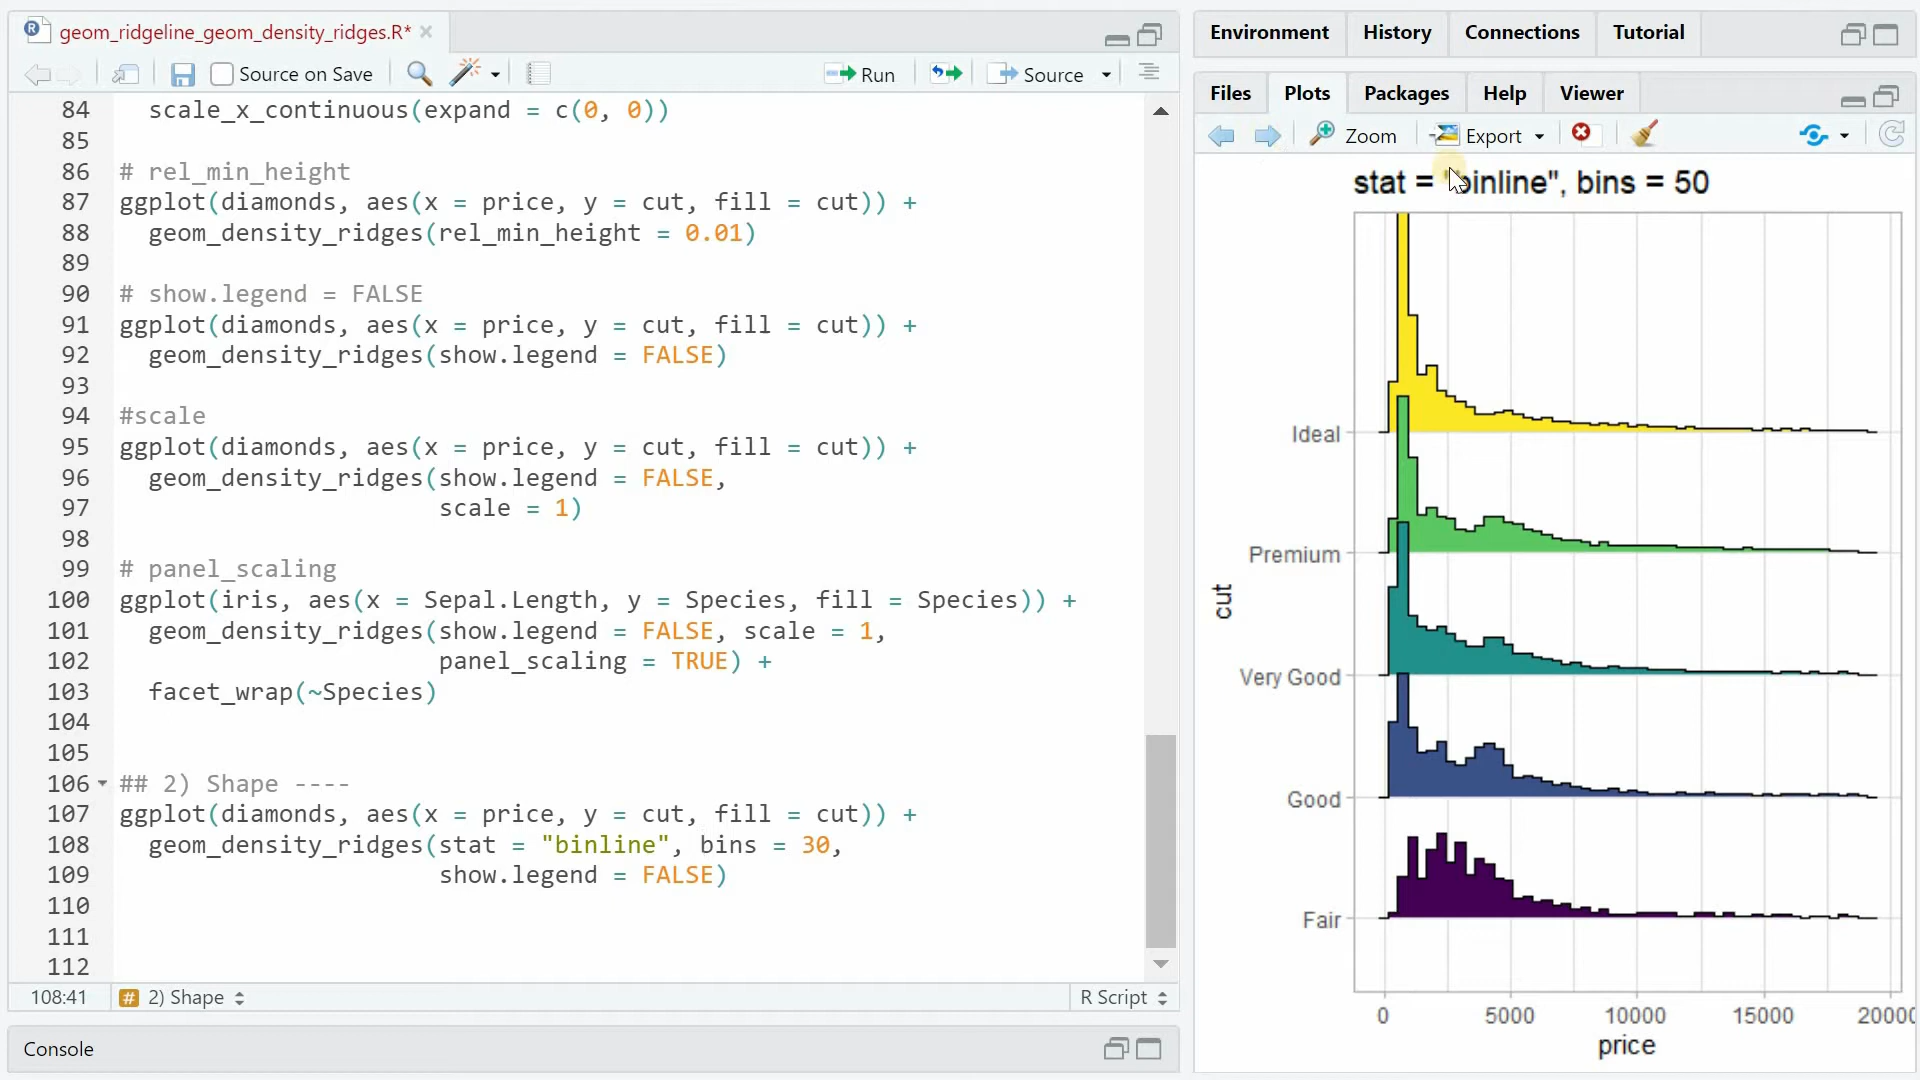 geom_ridgeline_geom_density_ridges.R*
Source on Save
Run
Source
84   scale_x_continuous(expand = c(0, 0))
85
86 # rel_min_height
87 ggplot(diamonds, aes(x = price, y = cut, fill = cut)) +
88   geom_density_ridges(rel_min_height = 0.01)
89
90 # show.legend = FALSE
91 ggplot(diamonds, aes(x = price, y = cut, fill = cut)) +
92   geom_density_ridges(show.legend = FALSE)
93
94 #scale
95 ggplot(diamonds, aes(x = price, y = cut, fill = cut)) +
96   geom_density_ridges(show.legend = FALSE,
97                       scale = 1)
98
99 # panel_scaling
100 ggplot(iris, aes(x = Sepal.Length, y = Species, fill = Species)) +
101   geom_density_ridges(show.legend = FALSE, scale = 1,
102                       panel_scaling = TRUE) +
103   facet_wrap(~Species)
104
105
106 ## 2) Shape ----
107 ggplot(diamonds, aes(x = price, y = cut, fill = cut)) +
108   geom_density_ridges(stat = "binline", bins = 30,
109                       show.legend = FALSE)
110
111
112
108:41
# 2) Shape
R Script
Console
Environment
History
Connections
Tutorial
Files
Plots
Packages
Help
Viewer
Zoom
Export
stat = "binline", bins = 50
Ideal
Premium
Very Good
Good
Fair
cut
0
5000
10000
15000
20000
price